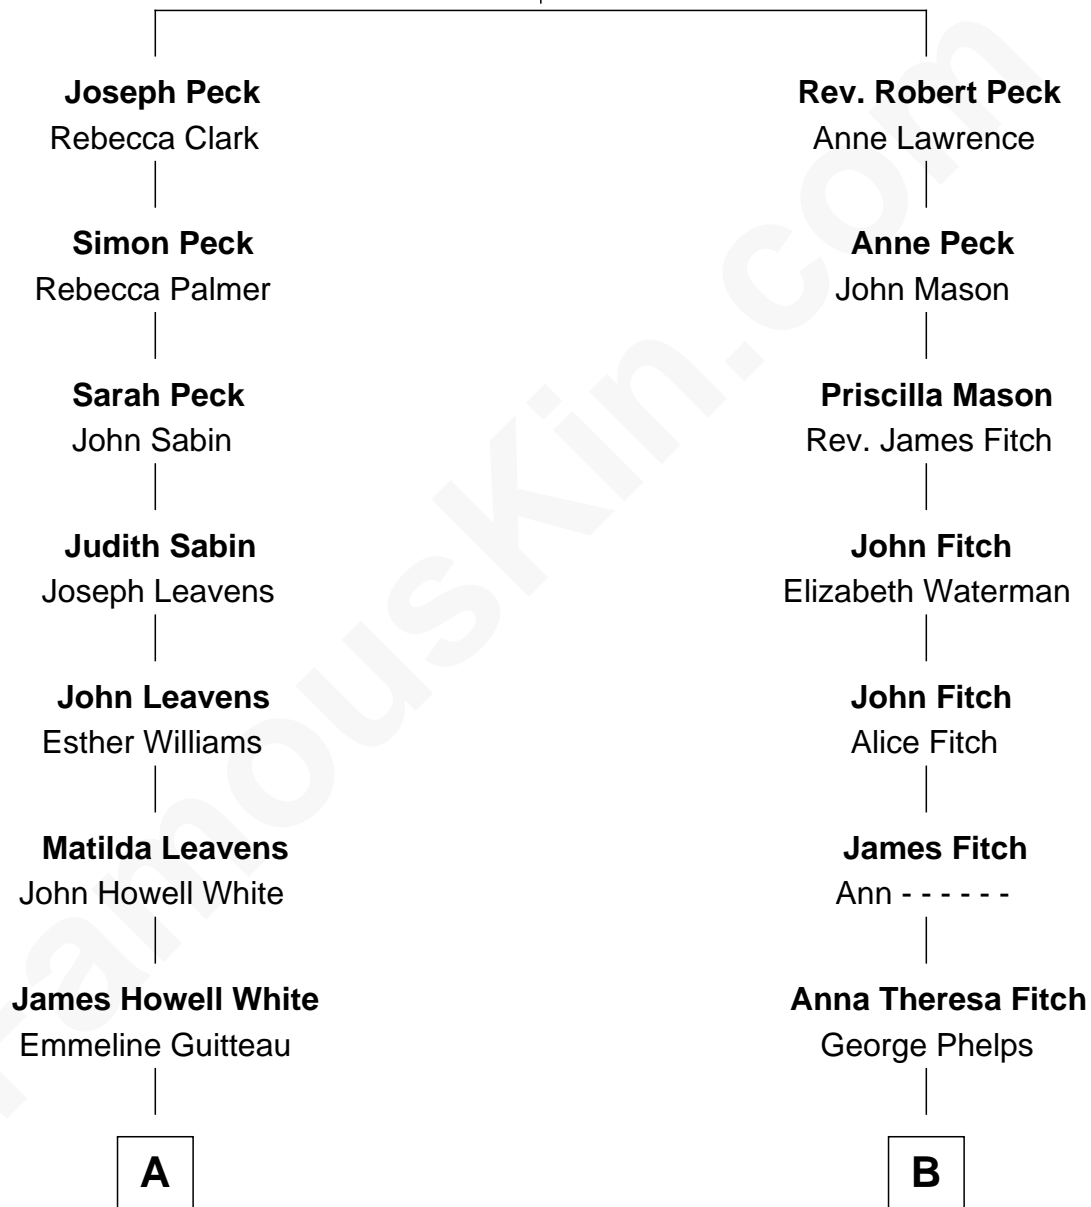 Joseph Peck
Rebecca Clark
Simon Peck
Rebecca Palmer
Sarah Peck
John Sabin
Judith Sabin
Joseph Leavens
John Leavens
Esther Williams
Matilda Leavens
John Howell White
James Howell White
Emmeline Guitteau
A
Rev. Robert Peck
Anne Lawrence
Anne Peck
John Mason
Priscilla Mason
Rev. James Fitch
John Fitch
Elizabeth Waterman
John Fitch
Alice Fitch
James Fitch
Ann - - - - - -
Anna Theresa Fitch
George Phelps
B
FamousKin.com